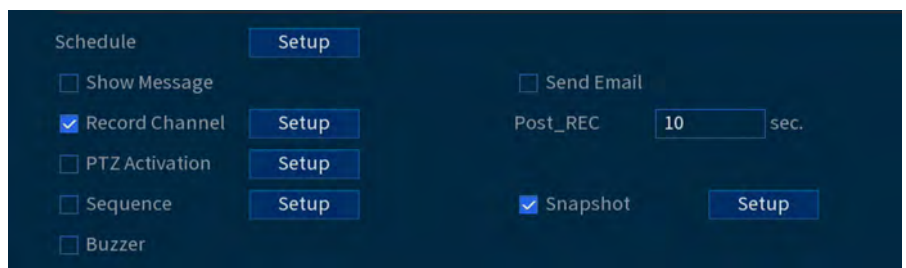 Schedule Setup
Show Message Send Email
Record Channel Setup Post_REC 10 sec.
PTZ Activation Setup
Sequence Setup Snapshot Setup
Buzzer